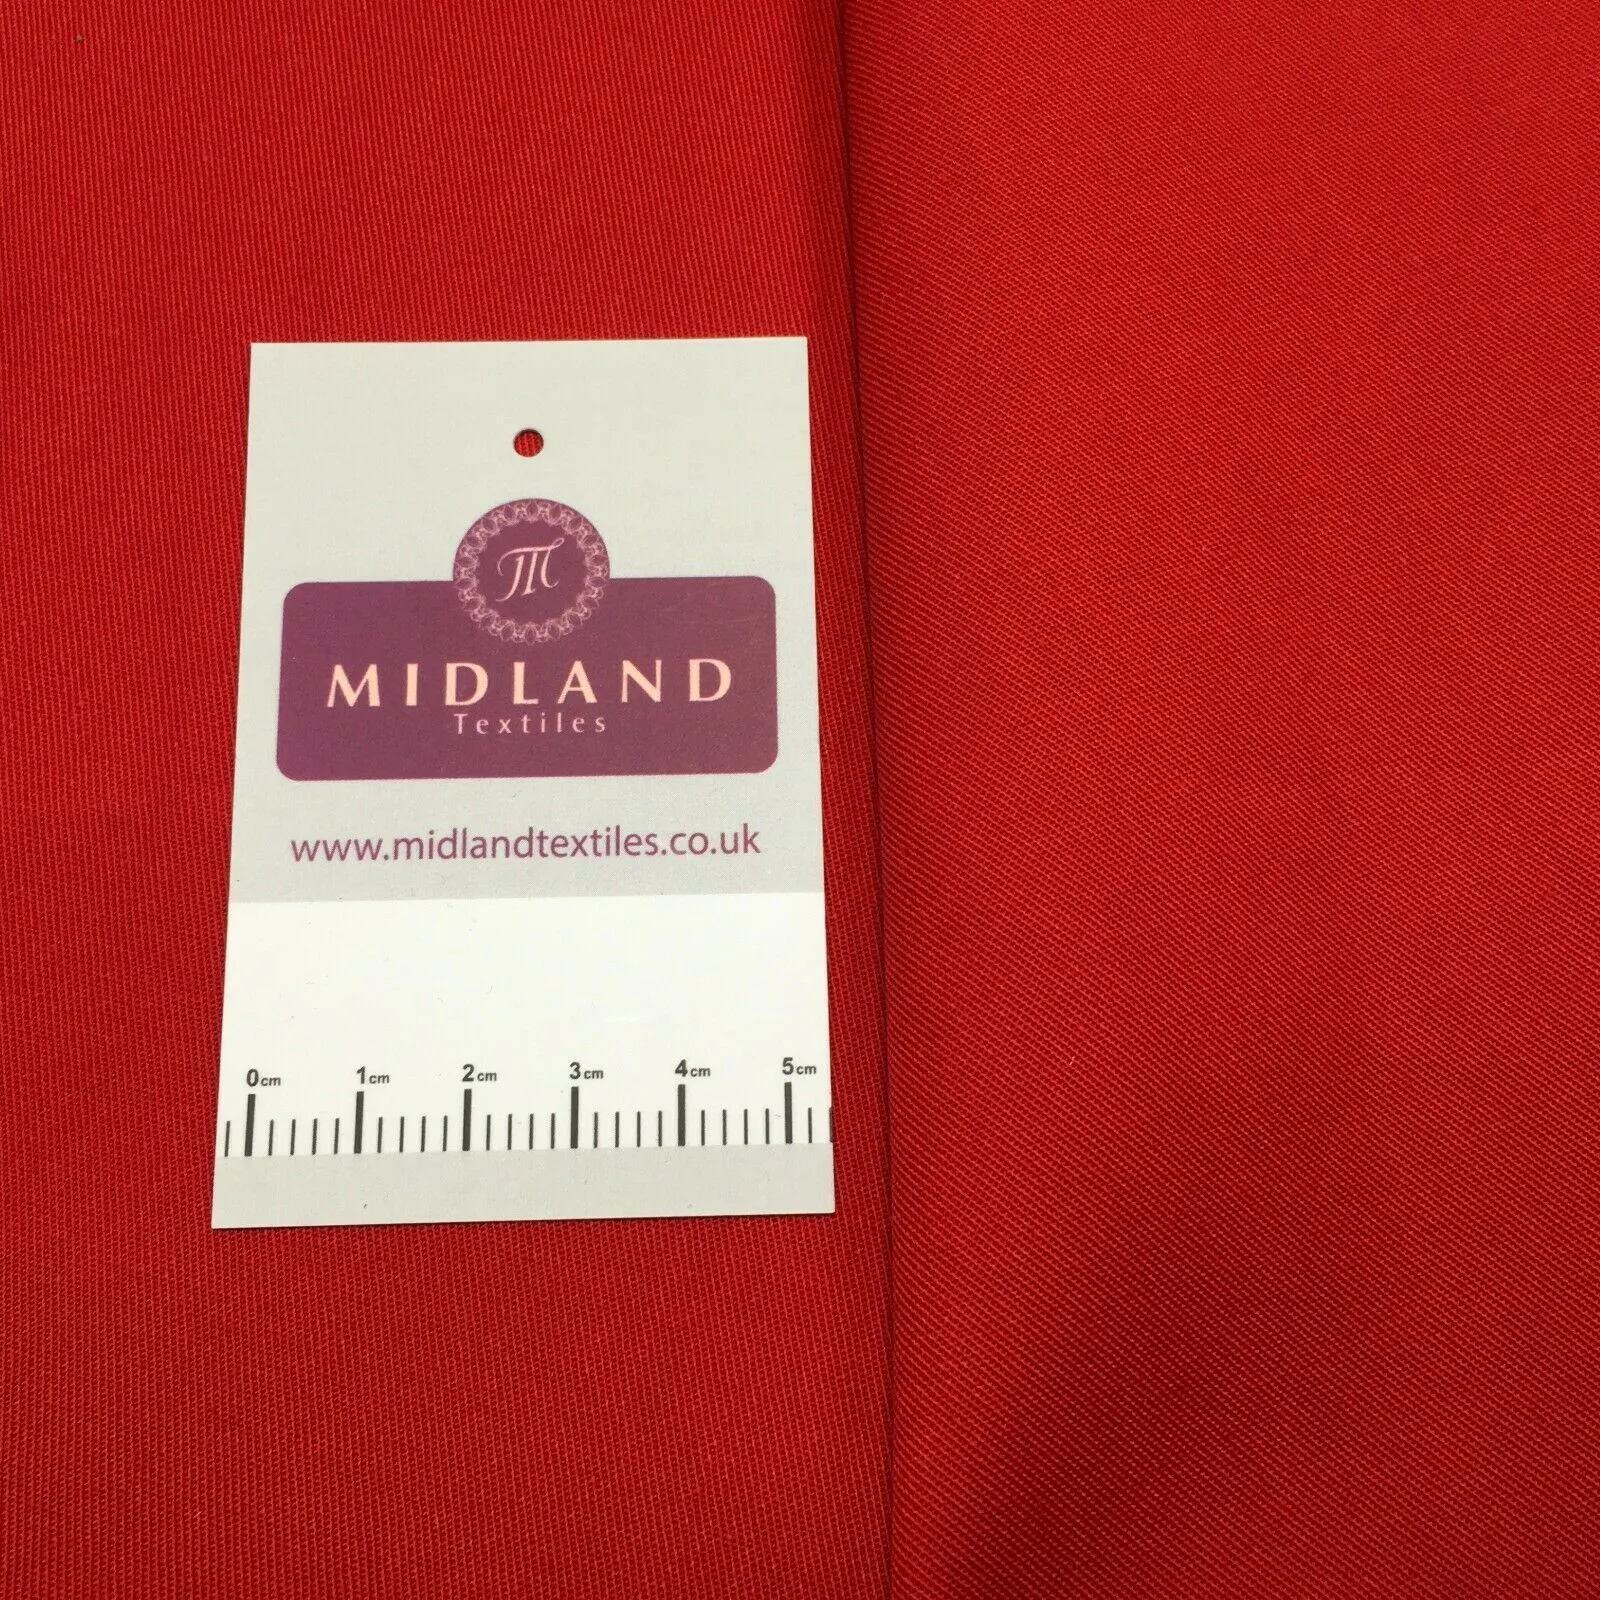 M
MIDLAND
Textiles
www.midlandtextiles.co.uk
0cm 1cm 2cm 3cm 4cm 5cm